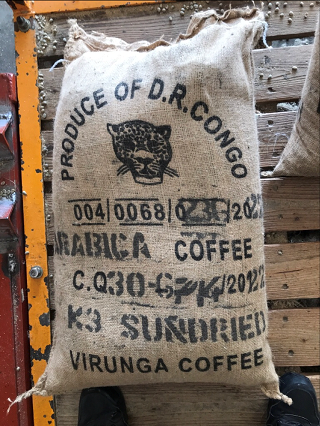 PRODUCE OF D.R.CONGO
004/0068/
ARABICA COFFEE
C.Q30-
K3 SUNDRIED
VIRUNGA COFFEE